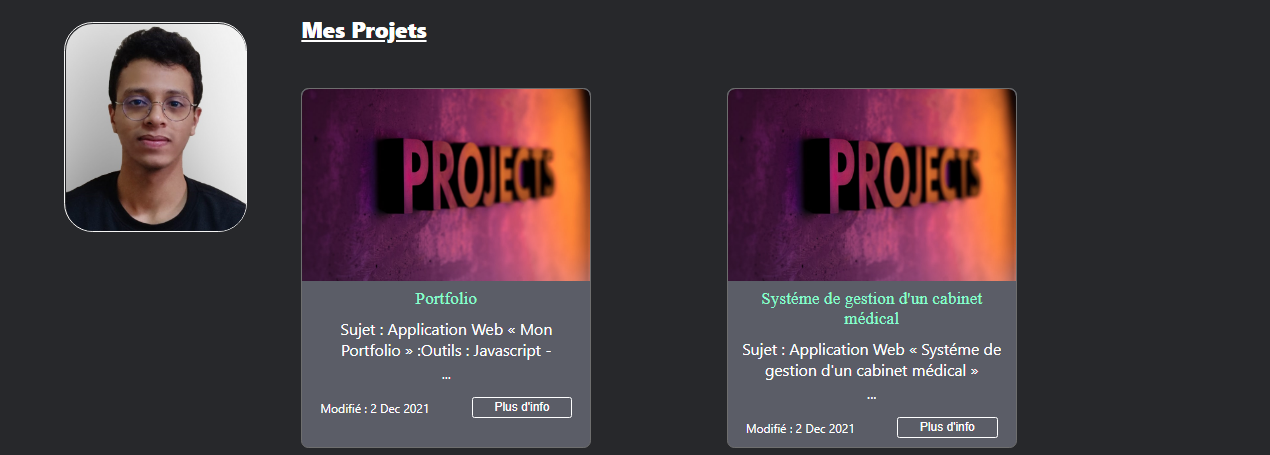 Mes Projets
PROJECTS
Portfolio
Sujet : Application Web « Mon
Portfolio » :Outils : Javascript -
...
Modifié : 2 Dec 2021
Plus d'info
PROJECTS
Systéme de gestion d'un cabinet
médical
Sujet : Application Web « Systéme de
gestion d'un cabinet médical »
...
Modifié : 2 Dec 2021
Plus d'info